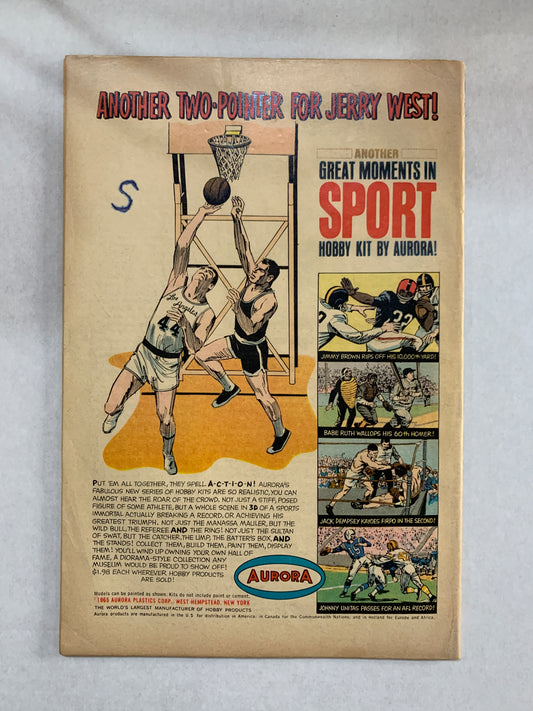 ANOTHER TWO-POINTER FOR JERRY WEST!
S
Los Angeles
44
ANOTHER
GREAT MOMENTS IN
SPORT
HOBBY KIT BY AURORA!
32
JIMMY BROWN RIPS OFF HIS 10,000th YARD!
BABE RUTH WALLOPS HIS 60th HOMER!
JACK DEMPSEY KAYOES FIRPO IN THE SECOND!
JOHNNY UNITAS PASSES FOR AN AFL RECORD!
PUT 'EM ALL TOGETHER, THEY SPELL A·C·T·I·O·N! AURORA'S
FABULOUS NEW SERIES OF HOBBY KITS ARE SO REALISTIC, YOU CAN
ALMOST HEAR THE ROAR OF THE CROWD. NOT JUST A STIFF, POSED
FIGURE OF SOME ATHLETE, BUT A WHOLE SCENE IN 3D OF A SPORTS
IMMORTAL ACTUALLY BREAKING A RECORD, OR ACHIEVING HIS
GREATEST TRIUMPH. NOT JUST THE MANASSA MAULER, BUT THE
WILD BULL, THE REFEREE AND THE RING! NOT JUST THE SULTAN
OF SWAT, BUT THE CATCHER, THE UMP, THE BATTER'S BOX, AND
THE STANDS! COLLECT THEM, BUILD THEM, PAINT THEM, DISPLAY
THEM! YOU'LL WIND UP OWNING YOUR OWN HALL OF
FAME, A DIORAMA-STYLE COLLECTION ANY
MUSEUM WOULD BE PROUD TO SHOW OFF!
$1.98 EACH WHEREVER HOBBY PRODUCTS
ARE SOLD!
AURORA
Models can be painted as shown. Kits do not include paint or cement.
©1965 AURORA PLASTICS CORP., WEST HEMPSTEAD, NEW YORK
THE WORLD'S LARGEST MANUFACTURER OF HOBBY PRODUCTS
Aurora products are manufactured in the U.S. for distribution in America; in Canada for the Commonwealth Nations; and in Holland for Europe and Africa.